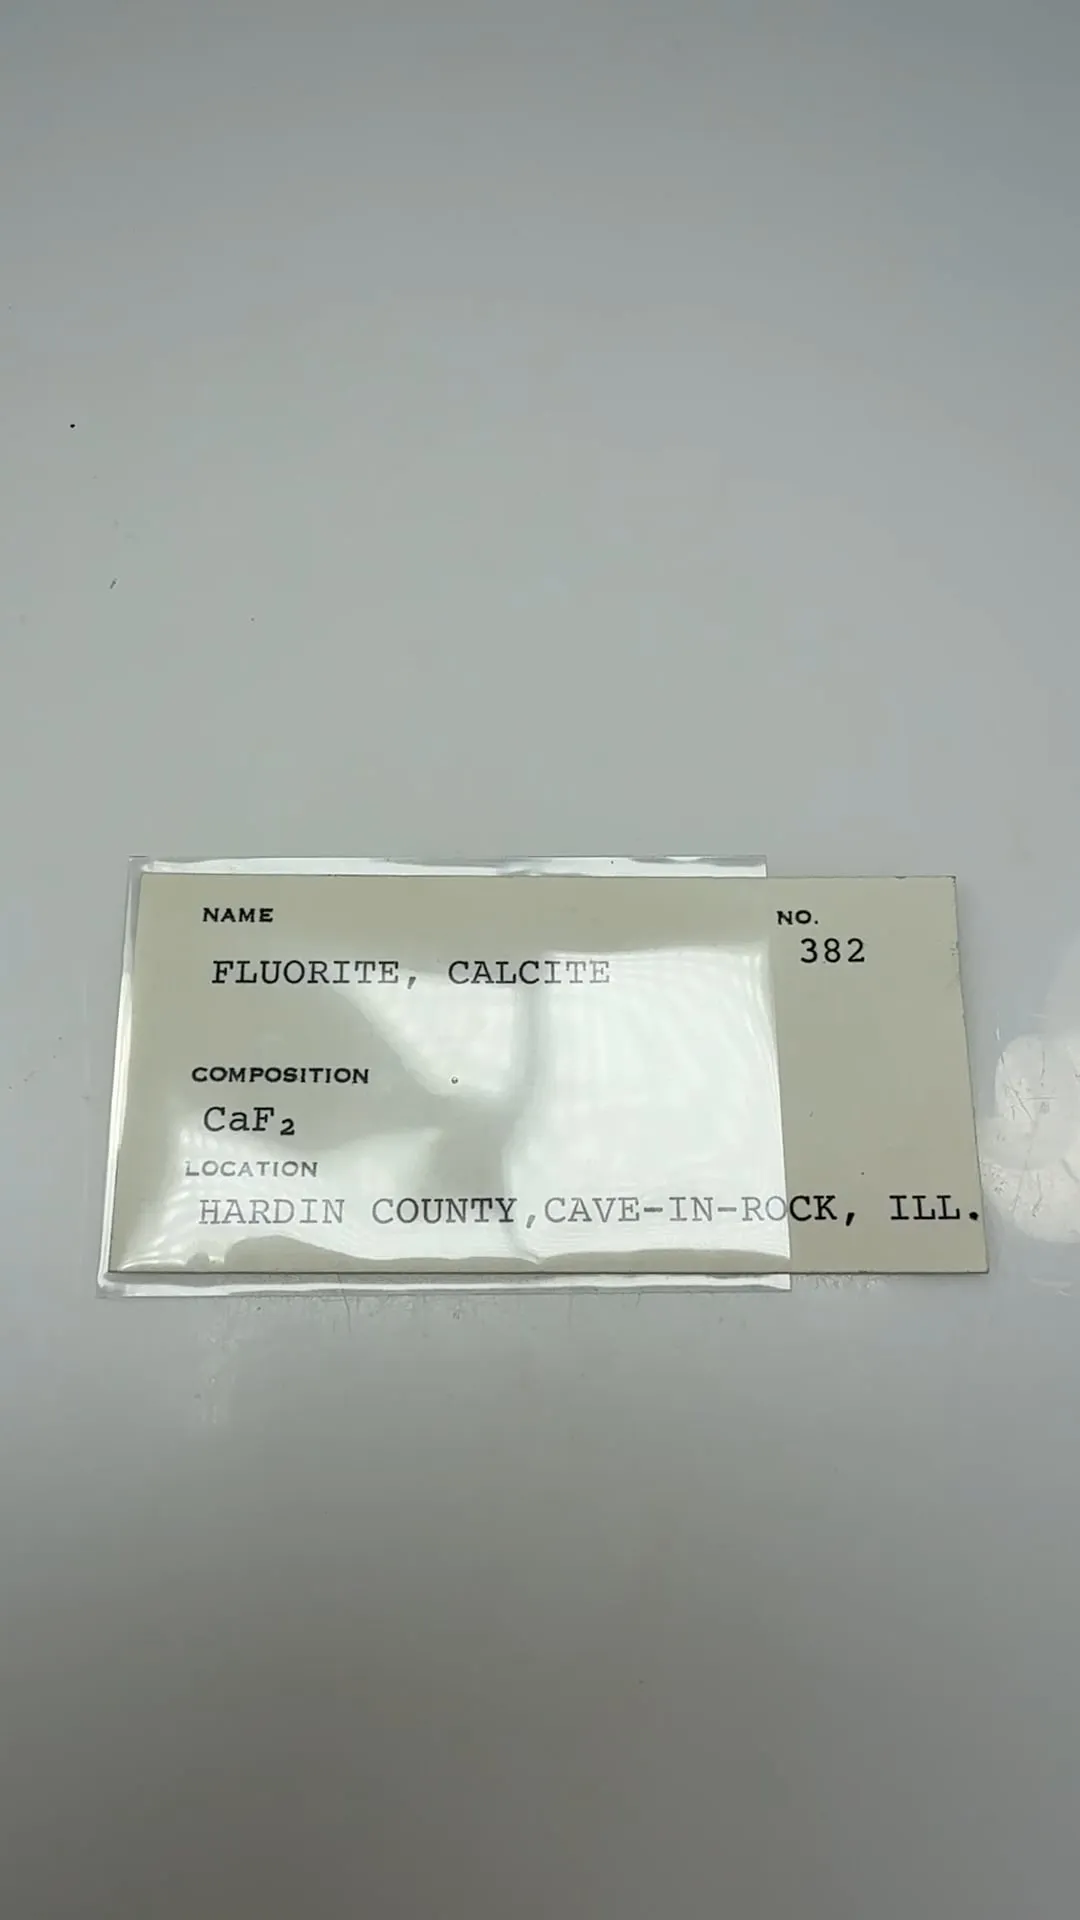 NAME
NO.
382
FLUORITE, CALCITE
COMPOSITION
CaF₂
LOCATION
HARDIN COUNTY,CAVE-IN-ROCK, ILL.